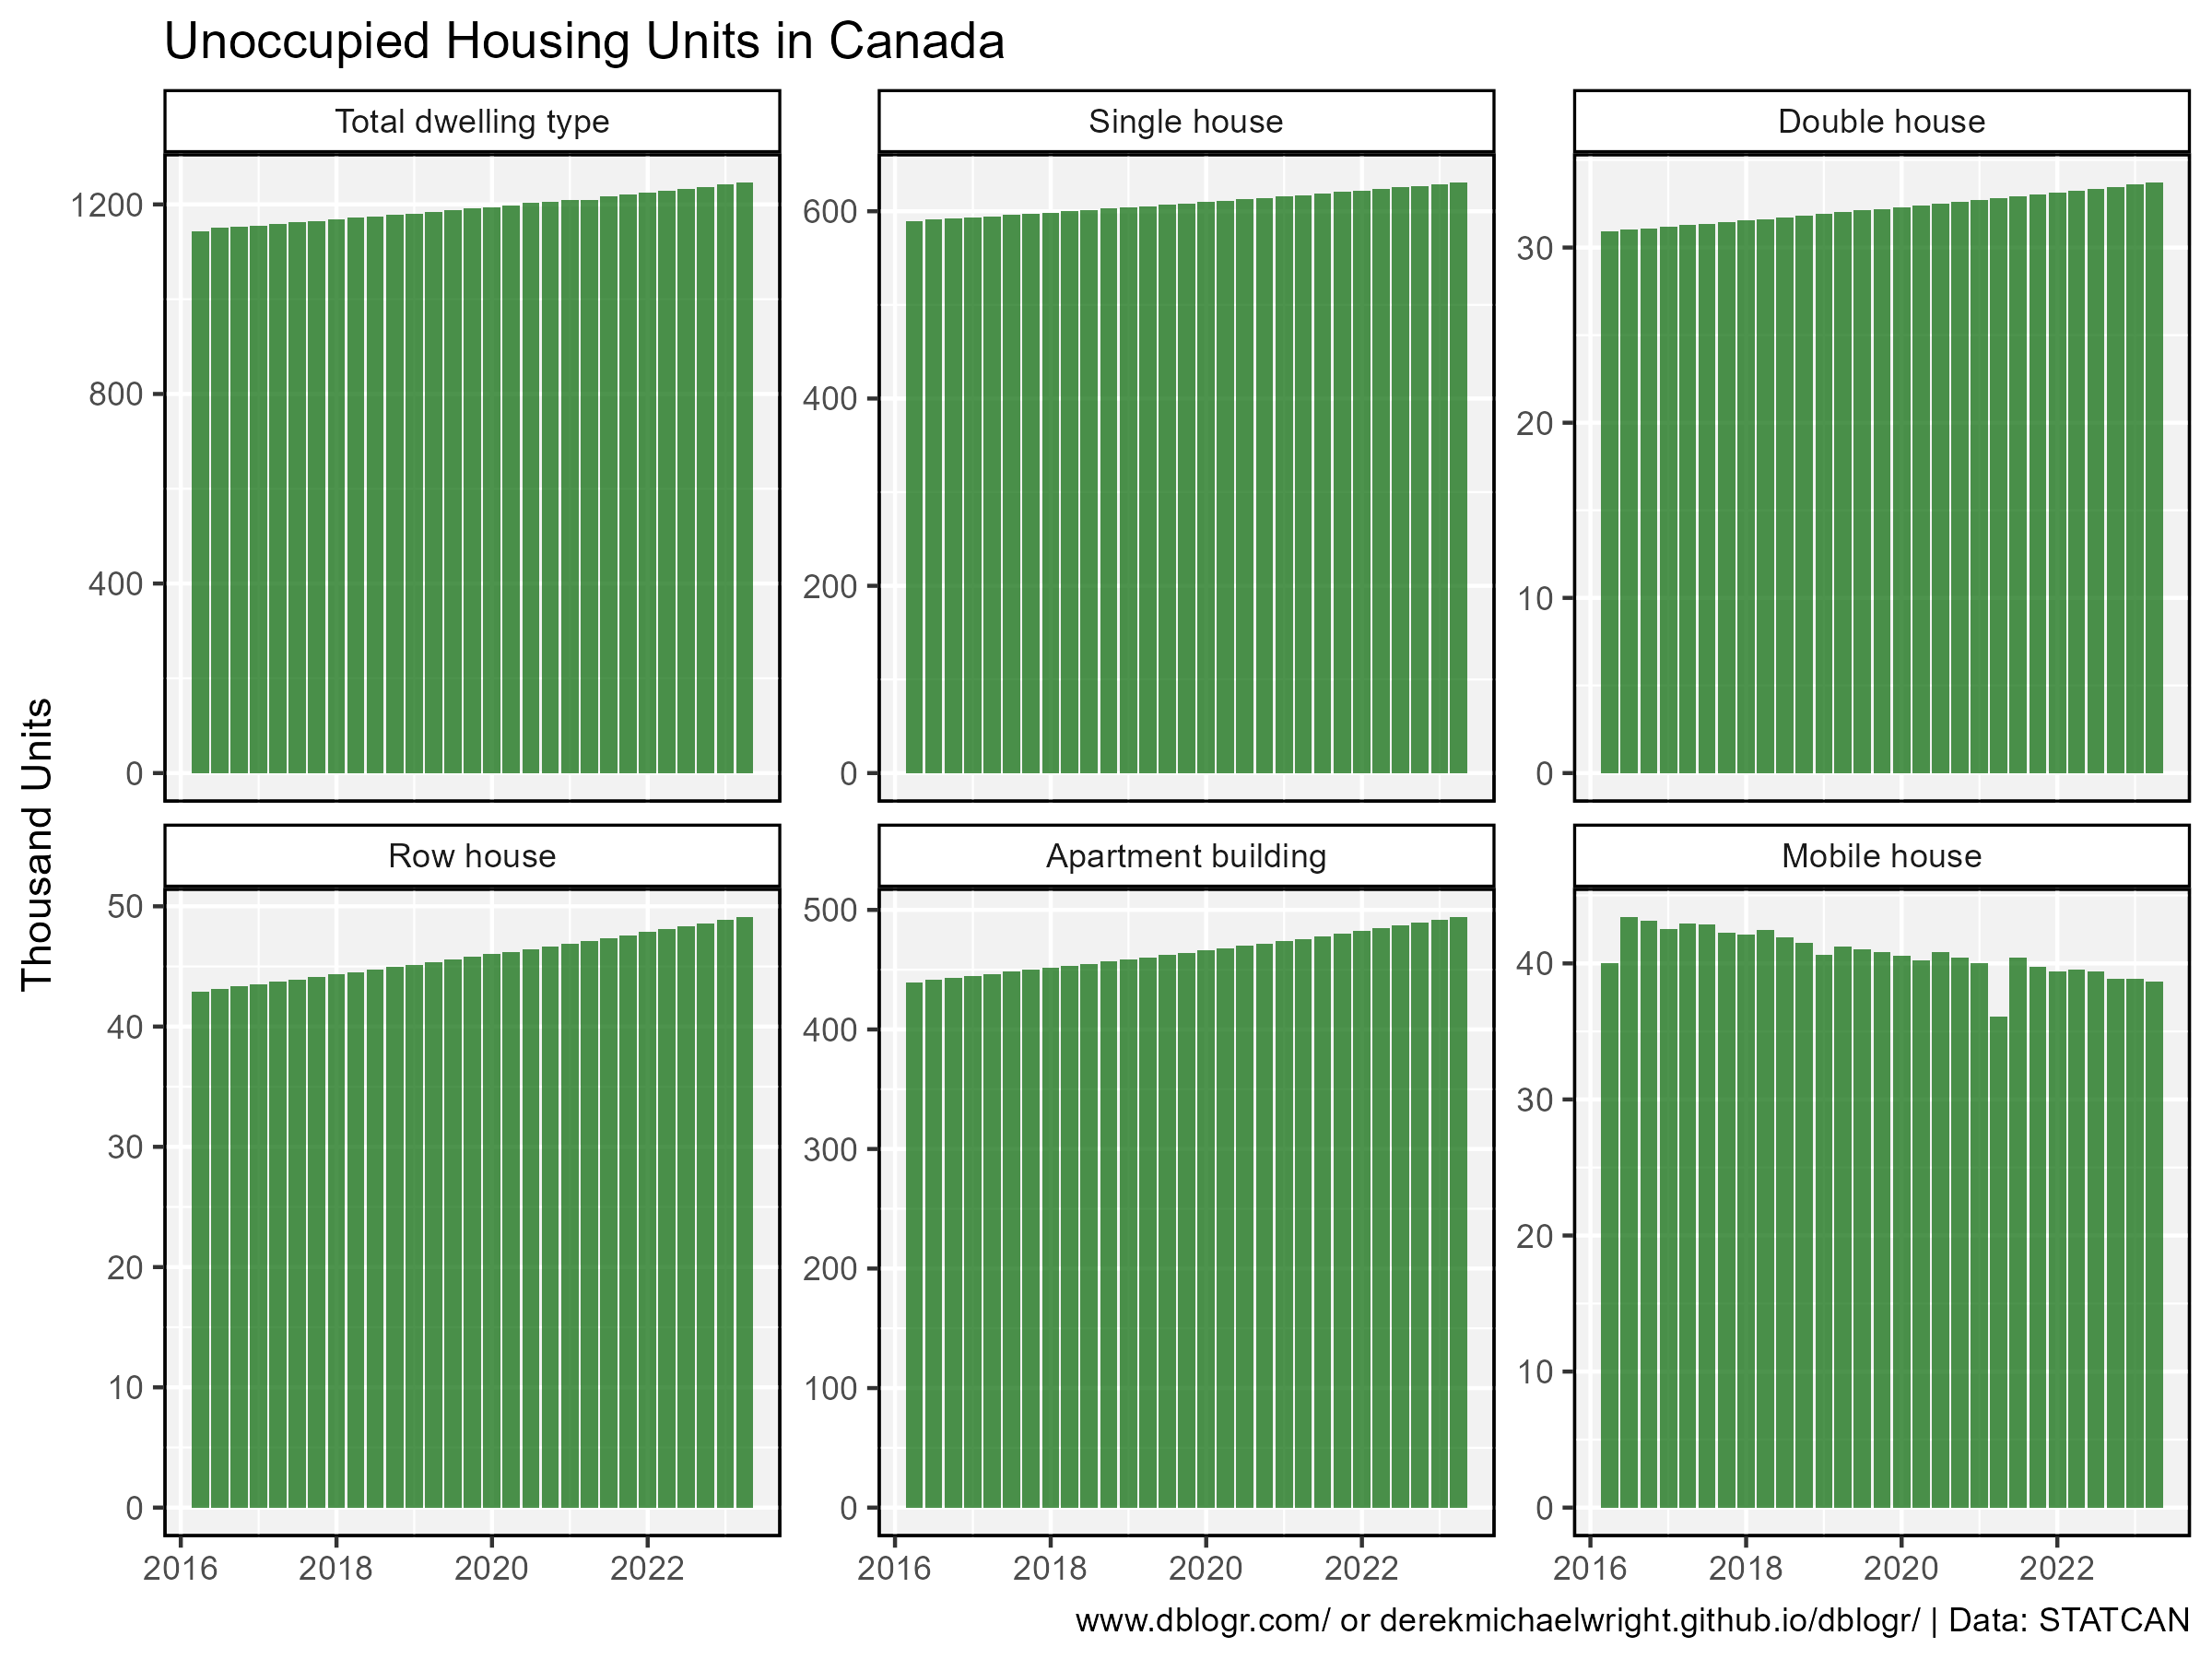 Unoccupied Housing Units in Canada
Total dwelling type
Single house
Double house
1200
800
400
0
600
400
200
0
30
20
10
0
Thousand Units
Row house
Apartment building
Mobile house
50
40
30
20
10
0
500
400
300
200
100
0
40
30
20
10
0
2016 2018 2020 2022
2016 2018 2020 2022
2016 2018 2020 2022
www.dblogr.com/ or derekmichaelwright.github.io/dblogr/ | Data: STATCAN